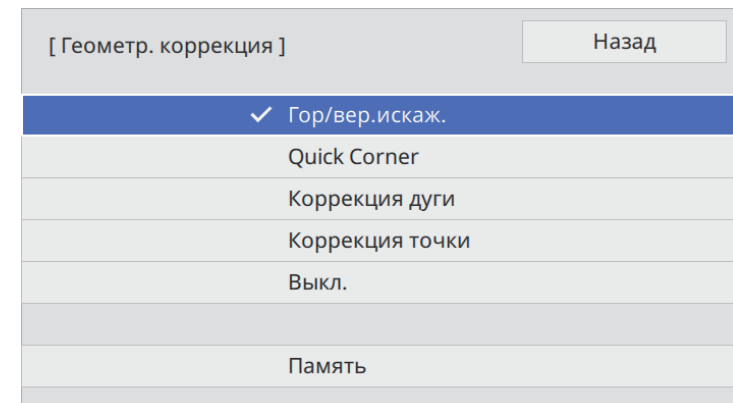 [ Геометр. коррекция ]
Назад
Гор/вер.искаж.
Quick Corner
Коррекция дуги
Коррекция точки
Выкл.
Память